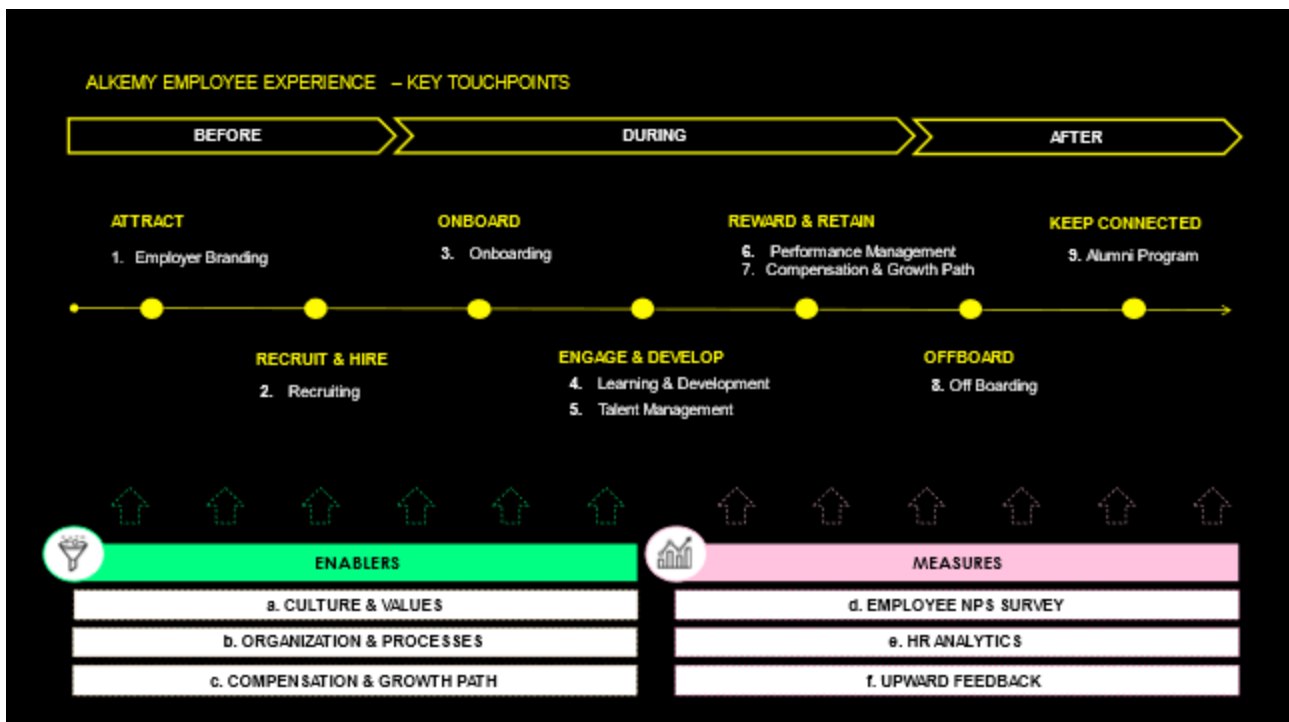 ALKEMY EMPLOYEE EXPERIENCE – KEY TOUCHPOINTS
BEFORE
DURING
AFTER
ATTRACT
1. Employer Branding
ONBOARD
3. Onboarding
REWARD & RETAIN
6. Performance Management
7. Compensation & Growth Path
KEEP CONNECTED
9. Alumni Program
RECRUIT & HIRE
2. Recruiting
ENGAGE & DEVELOP
4. Learning & Development
5. Talent Management
OFFBOARD
8. Off Boarding
ENABLERS
a. CULTURE & VALUES
b. ORGANIZATION & PROCESSES
c. COMPENSATION & GROWTH PATH
MEASURES
d. EMPLOYEE NPS SURVEY
e. HR ANALYTICS
f. UPWARD FEEDBACK